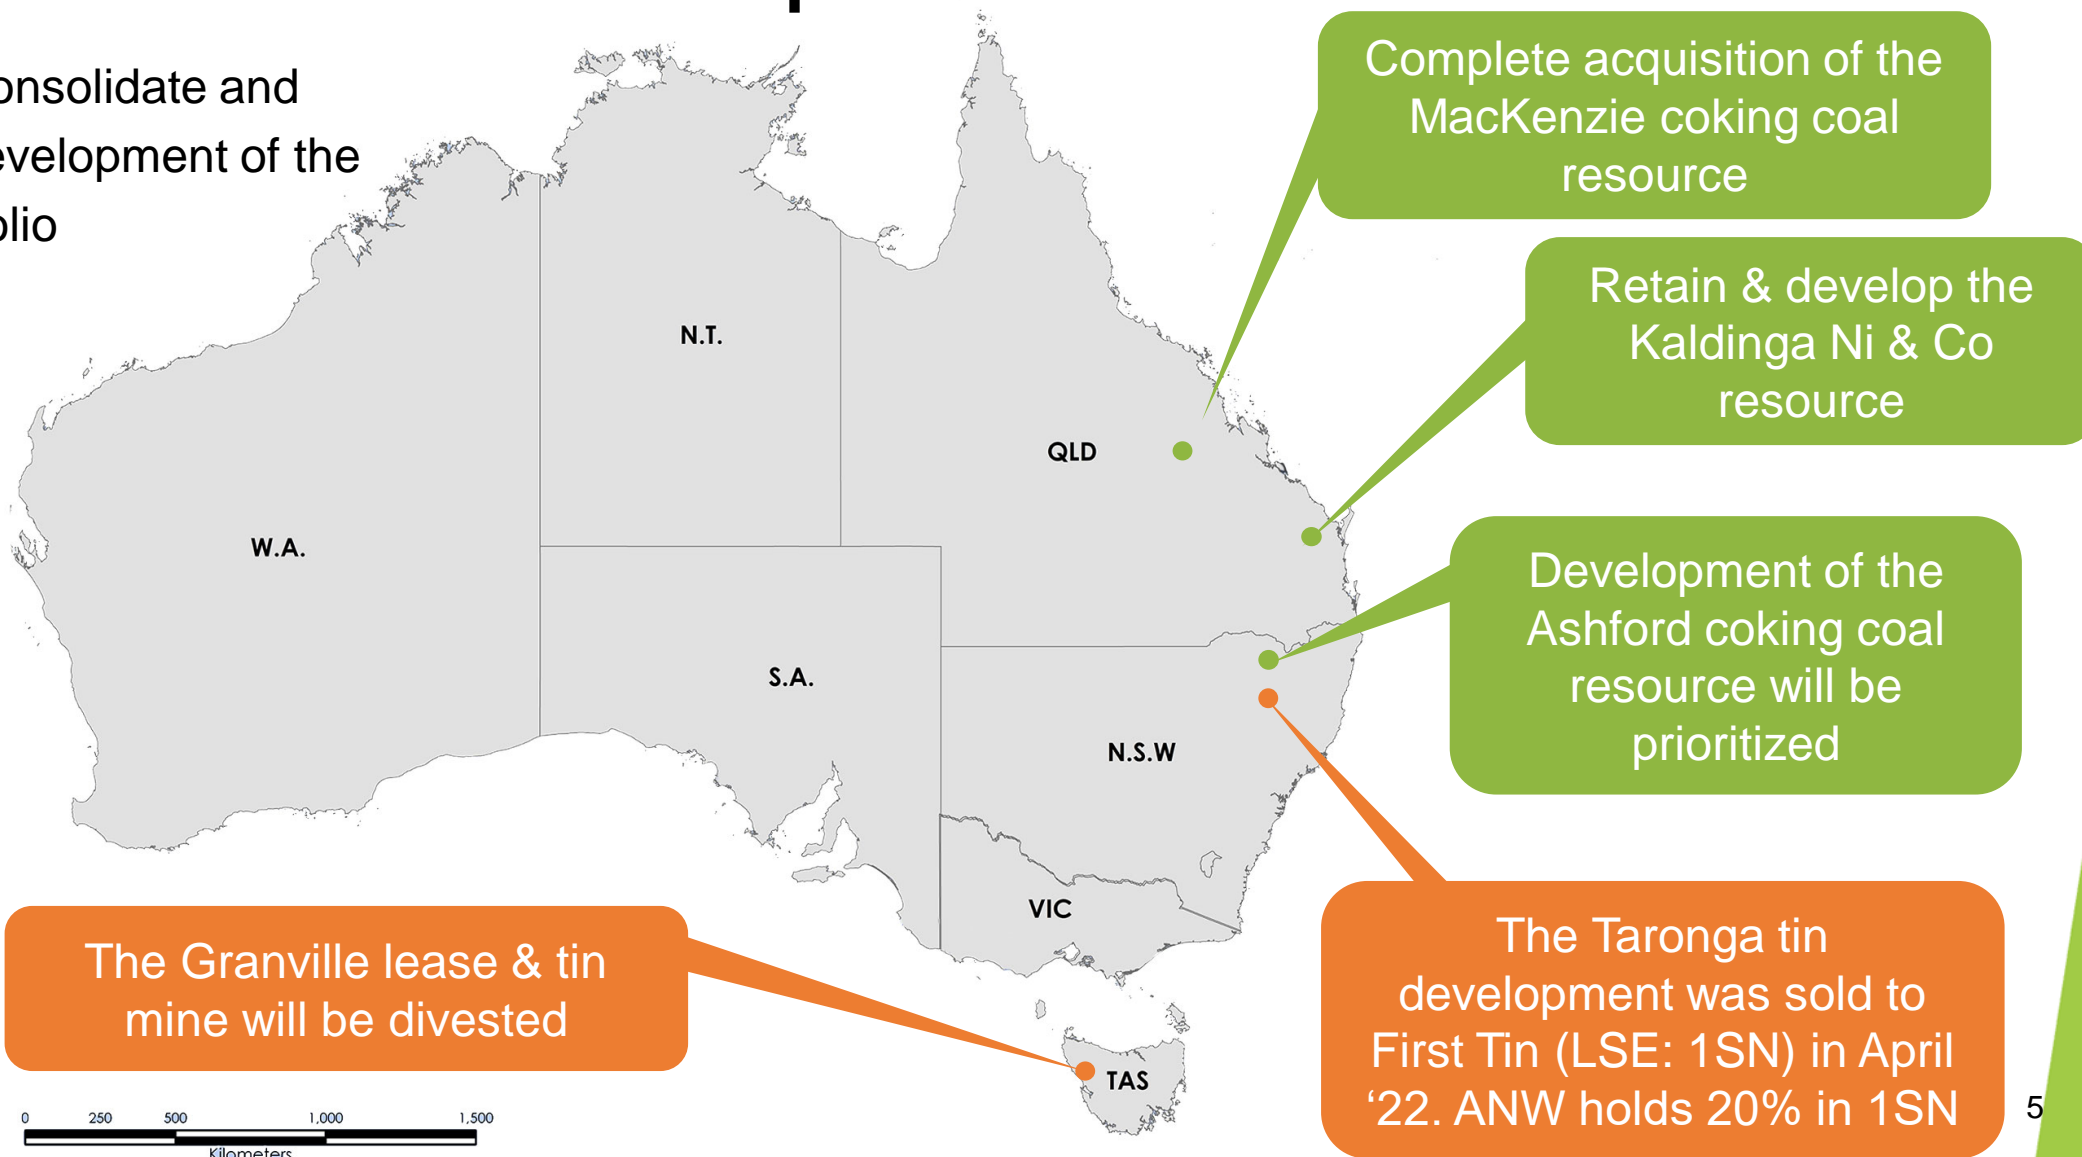 and
of the
Complete acquisition of the
MacKenzie coking coal
resource
Retain & develop the
Kaldinga Ni & Co
resource
N.T.
QLD
W.A.
Development of the
Ashford coking coal
resource will be
prioritized
S.A.
N.S.W
VIC
The Taronga tin
development was sold to
First Tin (LSE: 1SN) in April
‘22. ANW holds 20% in 1SN
The Granville lease & tin
mine will be divested
TAS
0 250 500 1,000 1,500
Kilometers
5